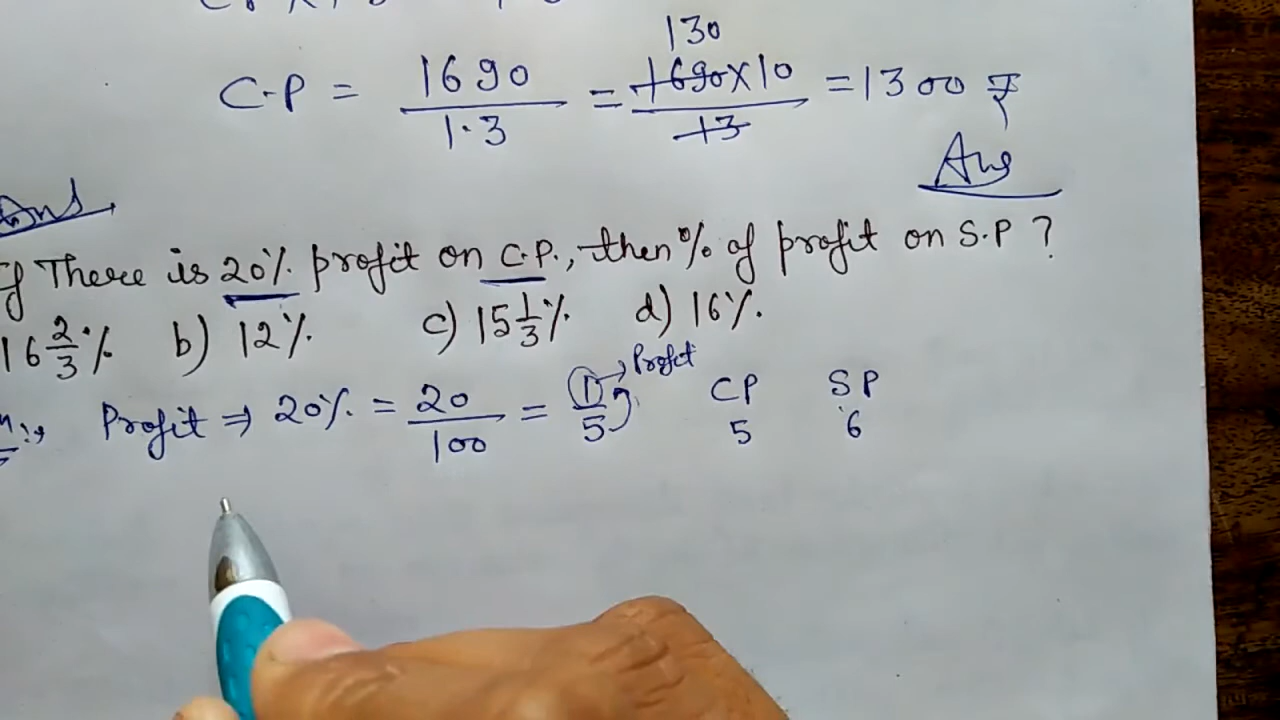 130
C.P = 1690/1.3 = 1690×10/13 = 1300 ₹
Ans
Ans
If There is 20% profit on C.P., then % of profit on S.P ?
16 2/3 % b) 12% c) 15 1/3 % d) 16%.
Profit ⇒ 20% = 20/100 = 1/5 → Profit CP SP
5 6